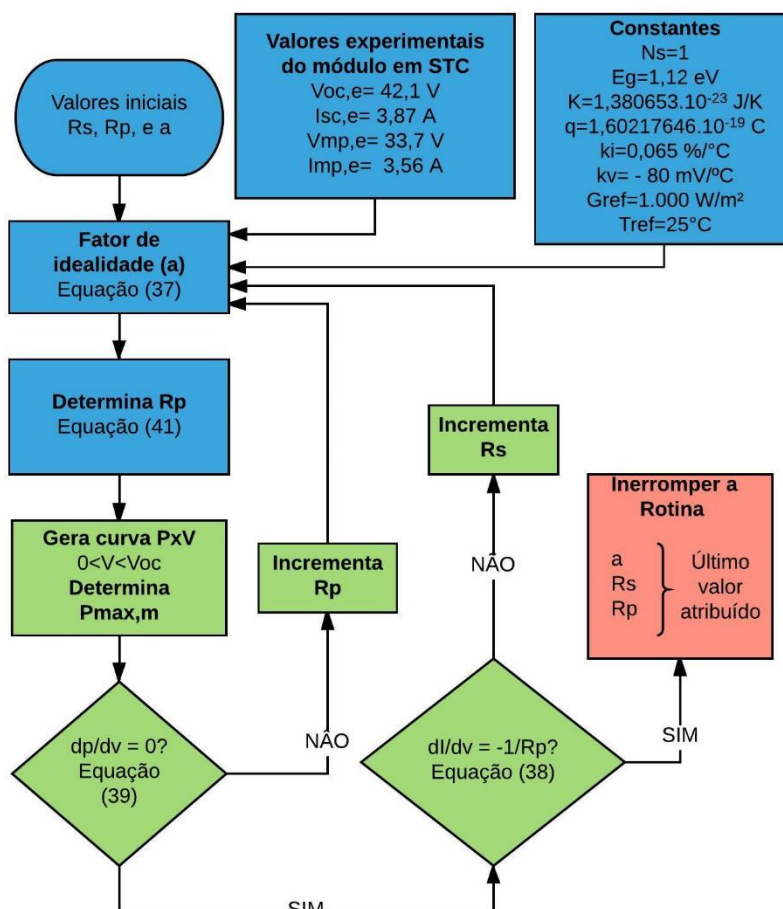 Valores iniciais
Rs, Rp, e a
Valores experimentais
do módulo em STC
Voc,e= 42,1 V
Isc,e= 3,87 A
Vmp,e= 33,7 V
Imp,e= 3,56 A
Constantes
Ns=1
Eg=1,12 eV
K=1,380653.10⁻²³ J/K
q=1,60217646.10⁻¹⁹ C
ki=0,065 %/°C
kv= - 80 mV/ºC
Gref=1.000 W/m²
Tref=25°C
Fator de
idealidade (a)
Equação (37)
Determina Rp
Equação (41)
Gera curva PxV
0<V<Voc
Determina
Pmax,m
Incrementa
Rp
Incrementa
Rs
Inerromper a
Rotina
a
Rs
Rp
Último
valor
atribuído
dp/dv = 0?
Equação
(39)
NÃO
dI/dv = -1/Rp?
Equação (38)
NÃO
SIM
SIM